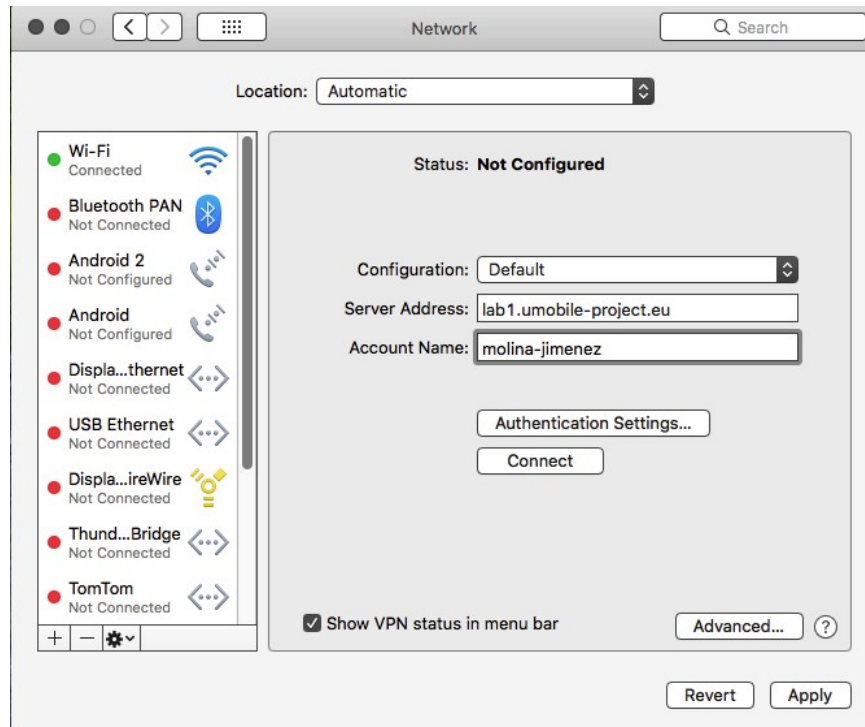 Network
Search
Location: Automatic
Wi-Fi
Connected
Bluetooth PAN
Not Connected
Android 2
Not Configured
Android
Not Configured
Displa...thernet
Not Connected
USB Ethernet
Not Connected
Displa...ireWire
Not Connected
Thund...Bridge
Not Connected
TomTom
Not Connected
Status: Not Configured
Configuration: Default
Server Address: lab1.umobile-project.eu
Account Name: molina-jimenez
Authentication Settings...
Connect
Show VPN status in menu bar
Advanced... ?
Revert Apply